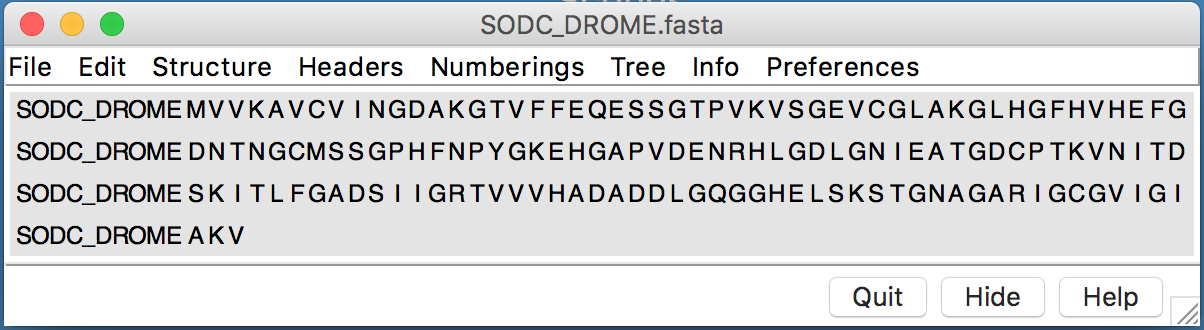 SODC_DROME.fasta
File Edit Structure Headers Numberings Tree Info Preferences
SODC_DROME MVVKAVCVINGDAKGTVFFEQESSGTPVKVSGEVCGLAKGLHGFHVHEFG
SODC_DROME DNTNGCMSSGPHFNPYGKEHGAPVDENRHLGDLGNIEATGDCPTKVNITD
SODC_DROME SKITLFGADSIIGRTVVVHADADDLGQGGHELSKSTGNAGARIGCGVIGI
SODC_DROME AKV
Quit Hide Help